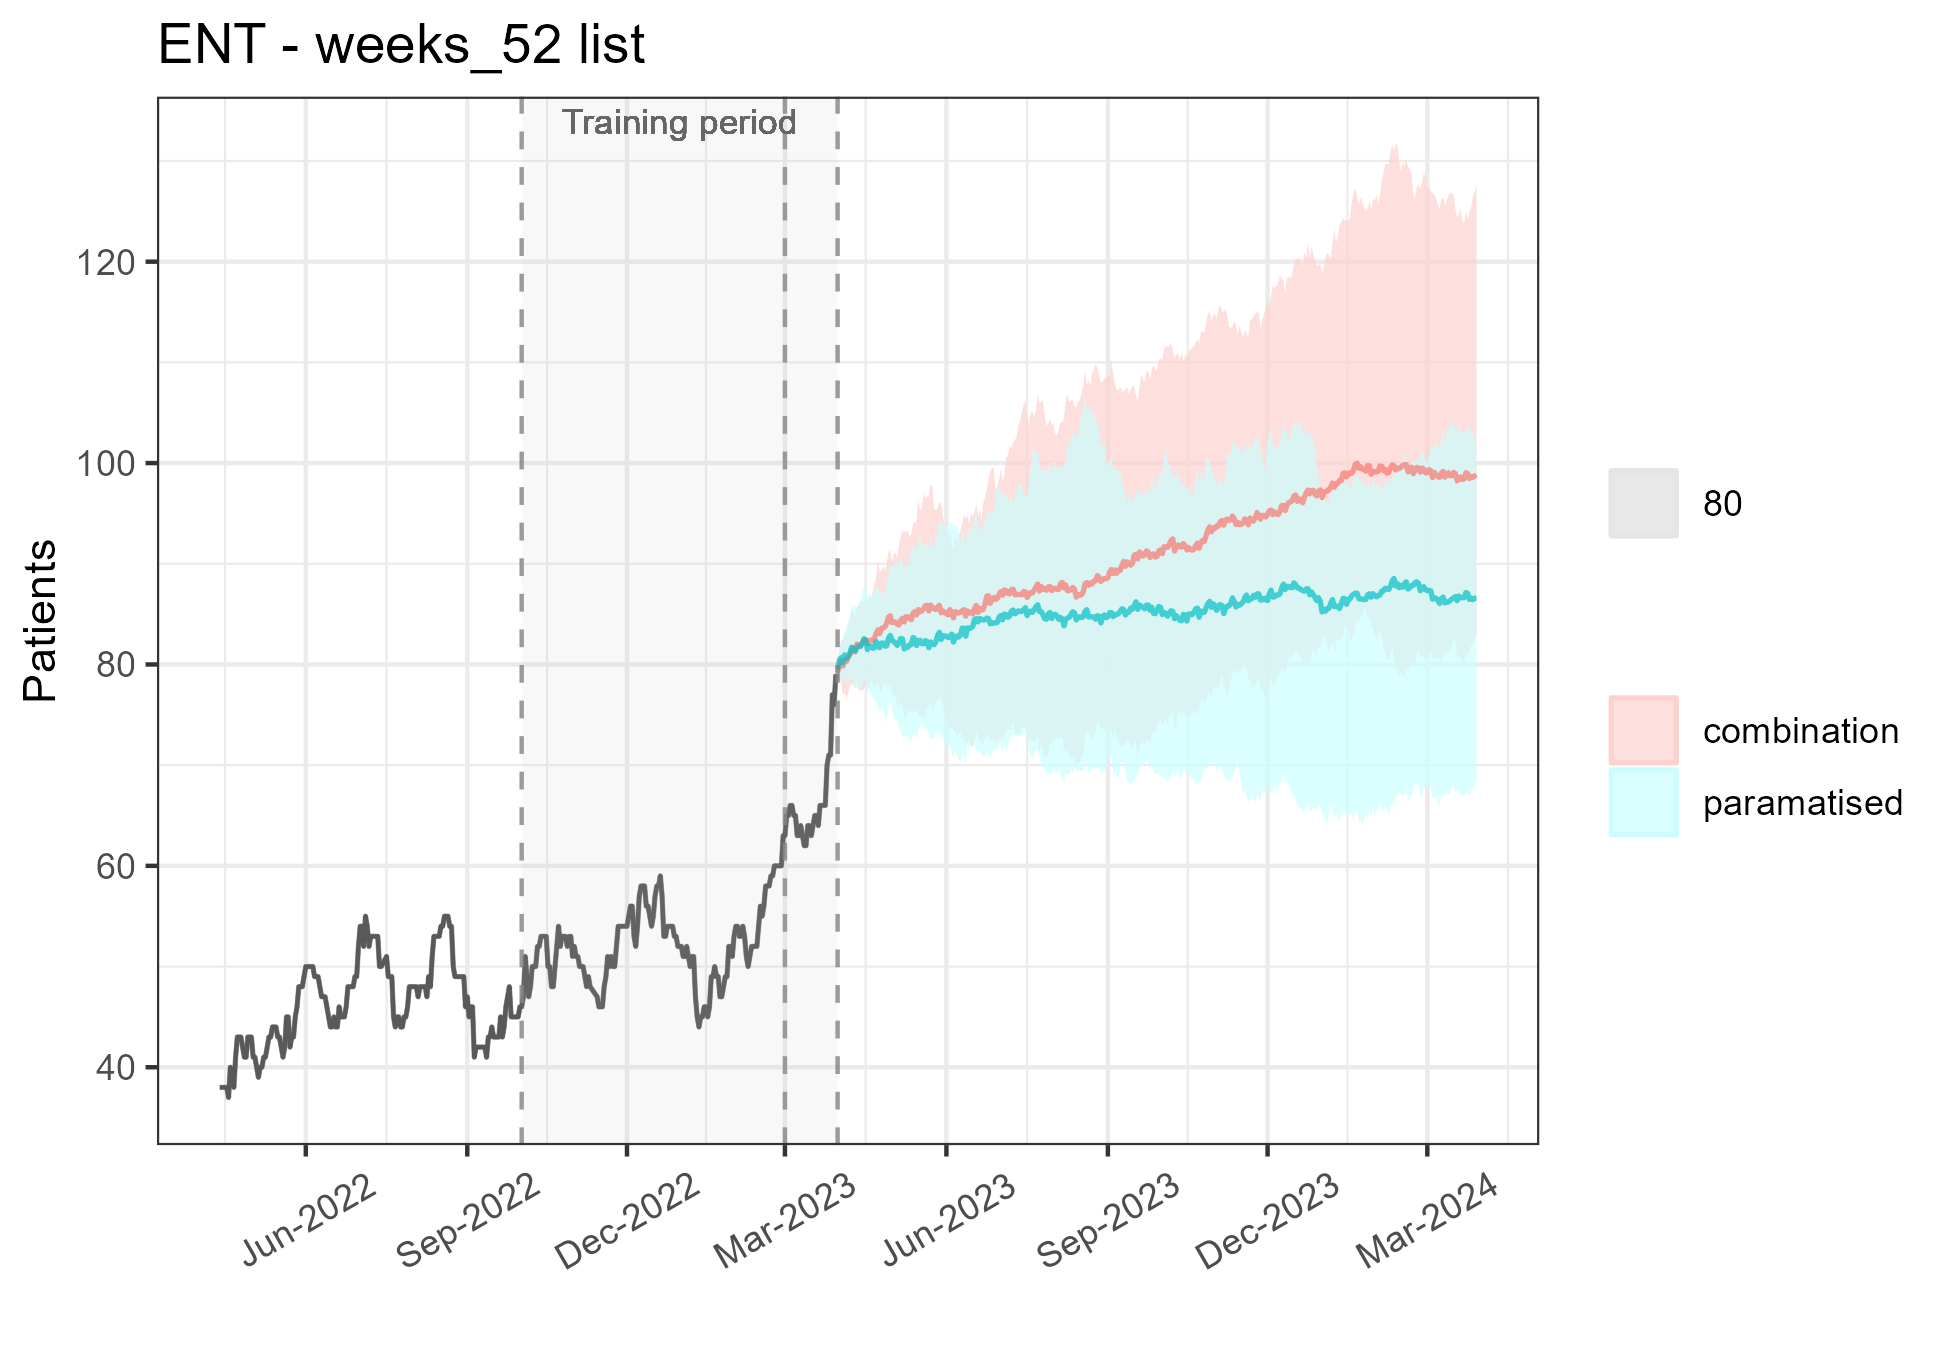 ENT - weeks_52 list
Training period
Patients
120
100
80
60
40
Jun-2022
Sep-2022
Dec-2022
Mar-2023
Jun-2023
Sep-2023
Dec-2023
Mar-2024
80
combination
paramatised